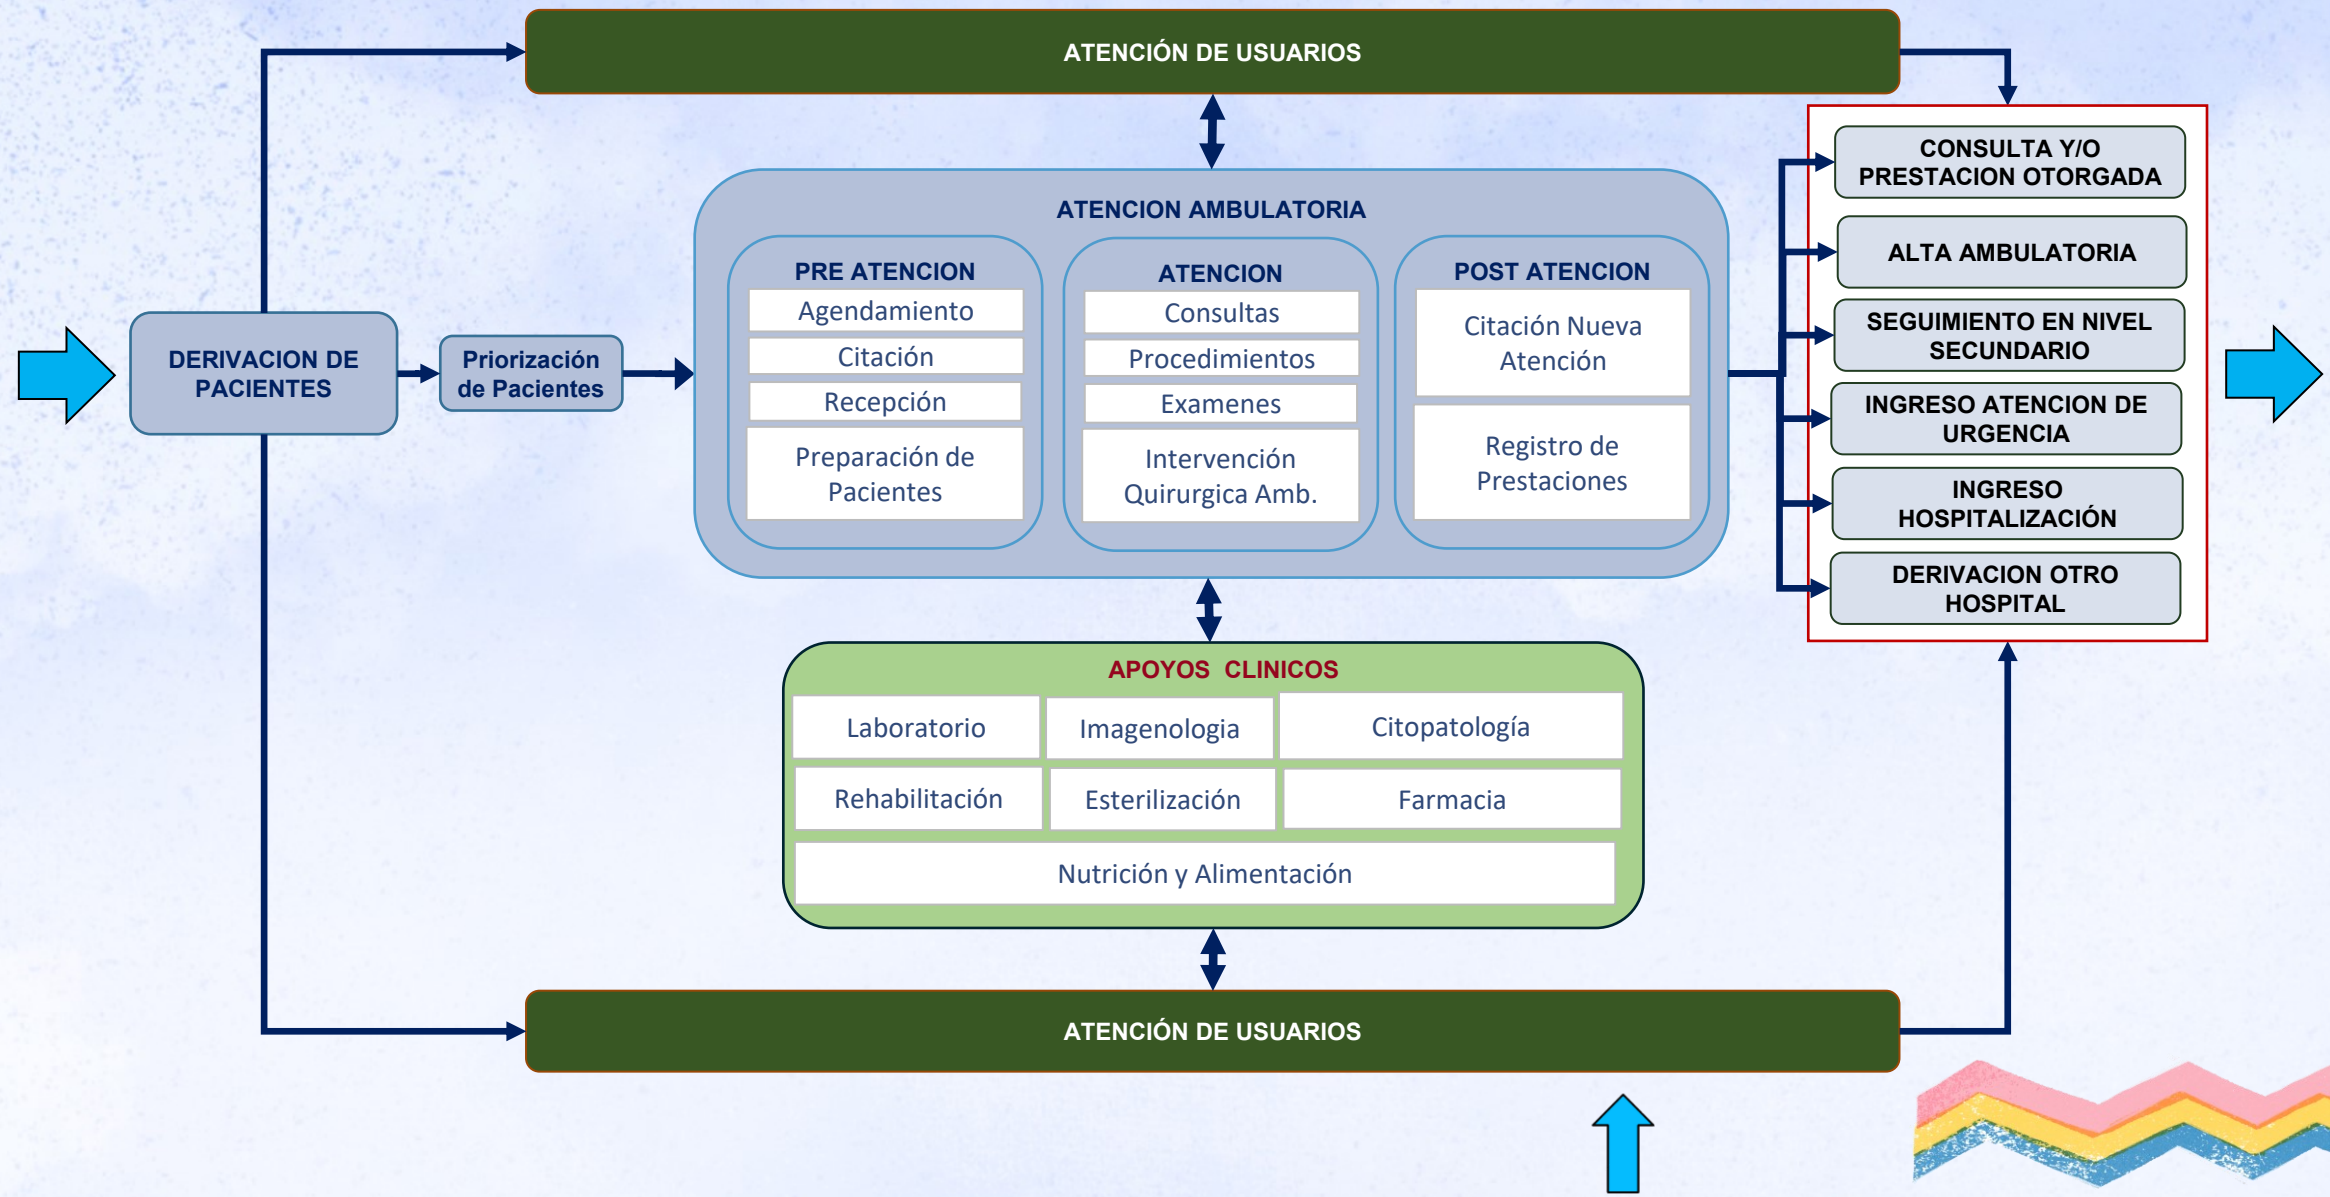 ATENCIÓN DE USUARIOS
DERIVACION DE
PACIENTES
Priorización
de Pacientes
ATENCION AMBULATORIA
PRE ATENCION
Agendamiento
Citación
Recepción
Preparación de
Pacientes
ATENCION
Consultas
Procedimientos
Examenes
Intervención
Quirurgica Amb.
POST ATENCION
Citación Nueva
Atención
Registro de
Prestaciones
CONSULTA Y/O
PRESTACION OTORGADA
ALTA AMBULATORIA
SEGUIMIENTO EN NIVEL
SECUNDARIO
INGRESO ATENCION DE
URGENCIA
INGRESO
HOSPITALIZACIÓN
DERIVACION OTRO
HOSPITAL
APOYOS CLINICOS
Laboratorio
Imagenologia
Citopatología
Rehabilitación
Esterilización
Farmacia
Nutrición y Alimentación
ATENCIÓN DE USUARIOS